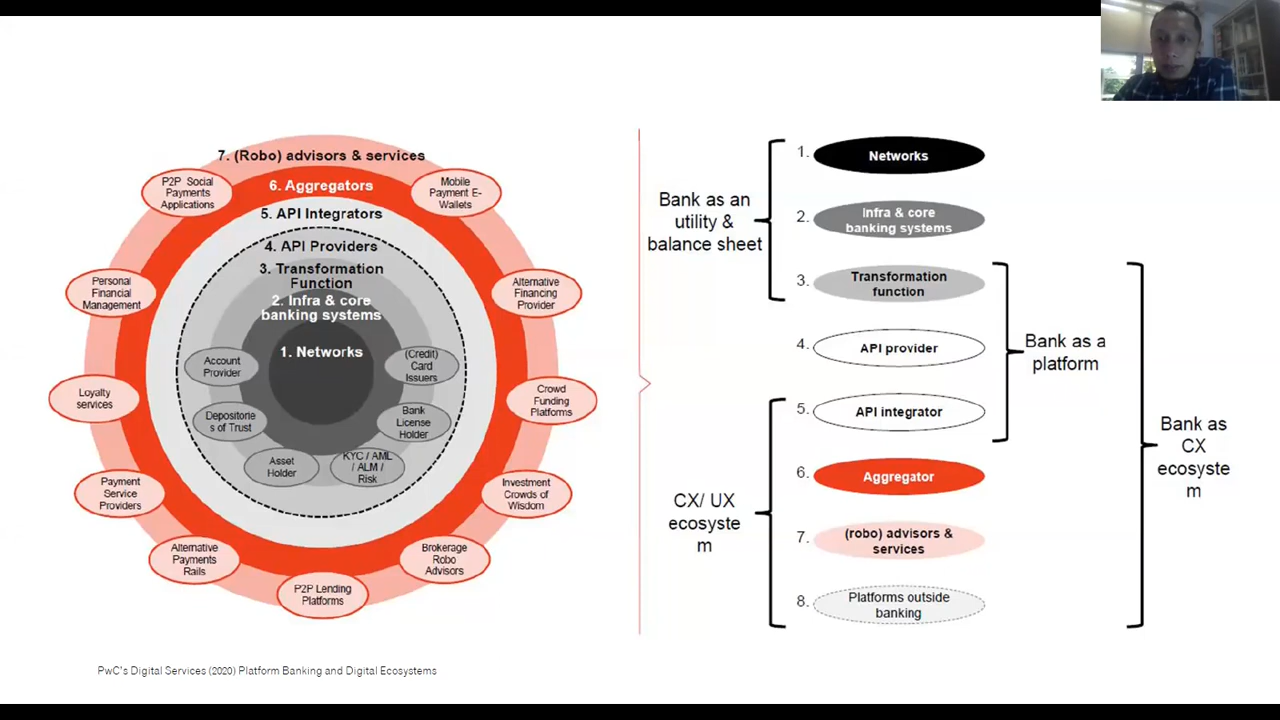 7. (Robo) advisors & services
6. Aggregators
5. API Integrators
4. API Providers
3. Transformation
Function
2. Infra & core
banking systems
1. Networks
P2P Social
Payments
Applications
Mobile
Payment E-
Wallets
Personal
Financial
Management
Alternative
Financing
Provider
Loyalty
services
Crowd
Funding
Platforms
Payment
Service
Providers
Investment
Crowds of
Wisdom
Alternative
Payments
Rails
Brokerage
Robo
Advisors
P2P Lending
Platforms
Account
Provider
(Credit)
Card
Issuers
Depositorie
s of Trust
Bank
License
Holder
Asset
Holder
KYC / AML
/ ALM /
Risk
Bank as an
utility &
balance sheet
CX/ UX
ecosyste
m
1. Networks
2. Infra & core
banking systems
3. Transformation
function
4. API provider
5. API integrator
6. Aggregator
7. (robo) advisors &
services
8. Platforms outside
banking
Bank as a
platform
Bank as
CX
ecosyste
m
PwC's Digital Services (2020) Platform Banking and Digital Ecosystems